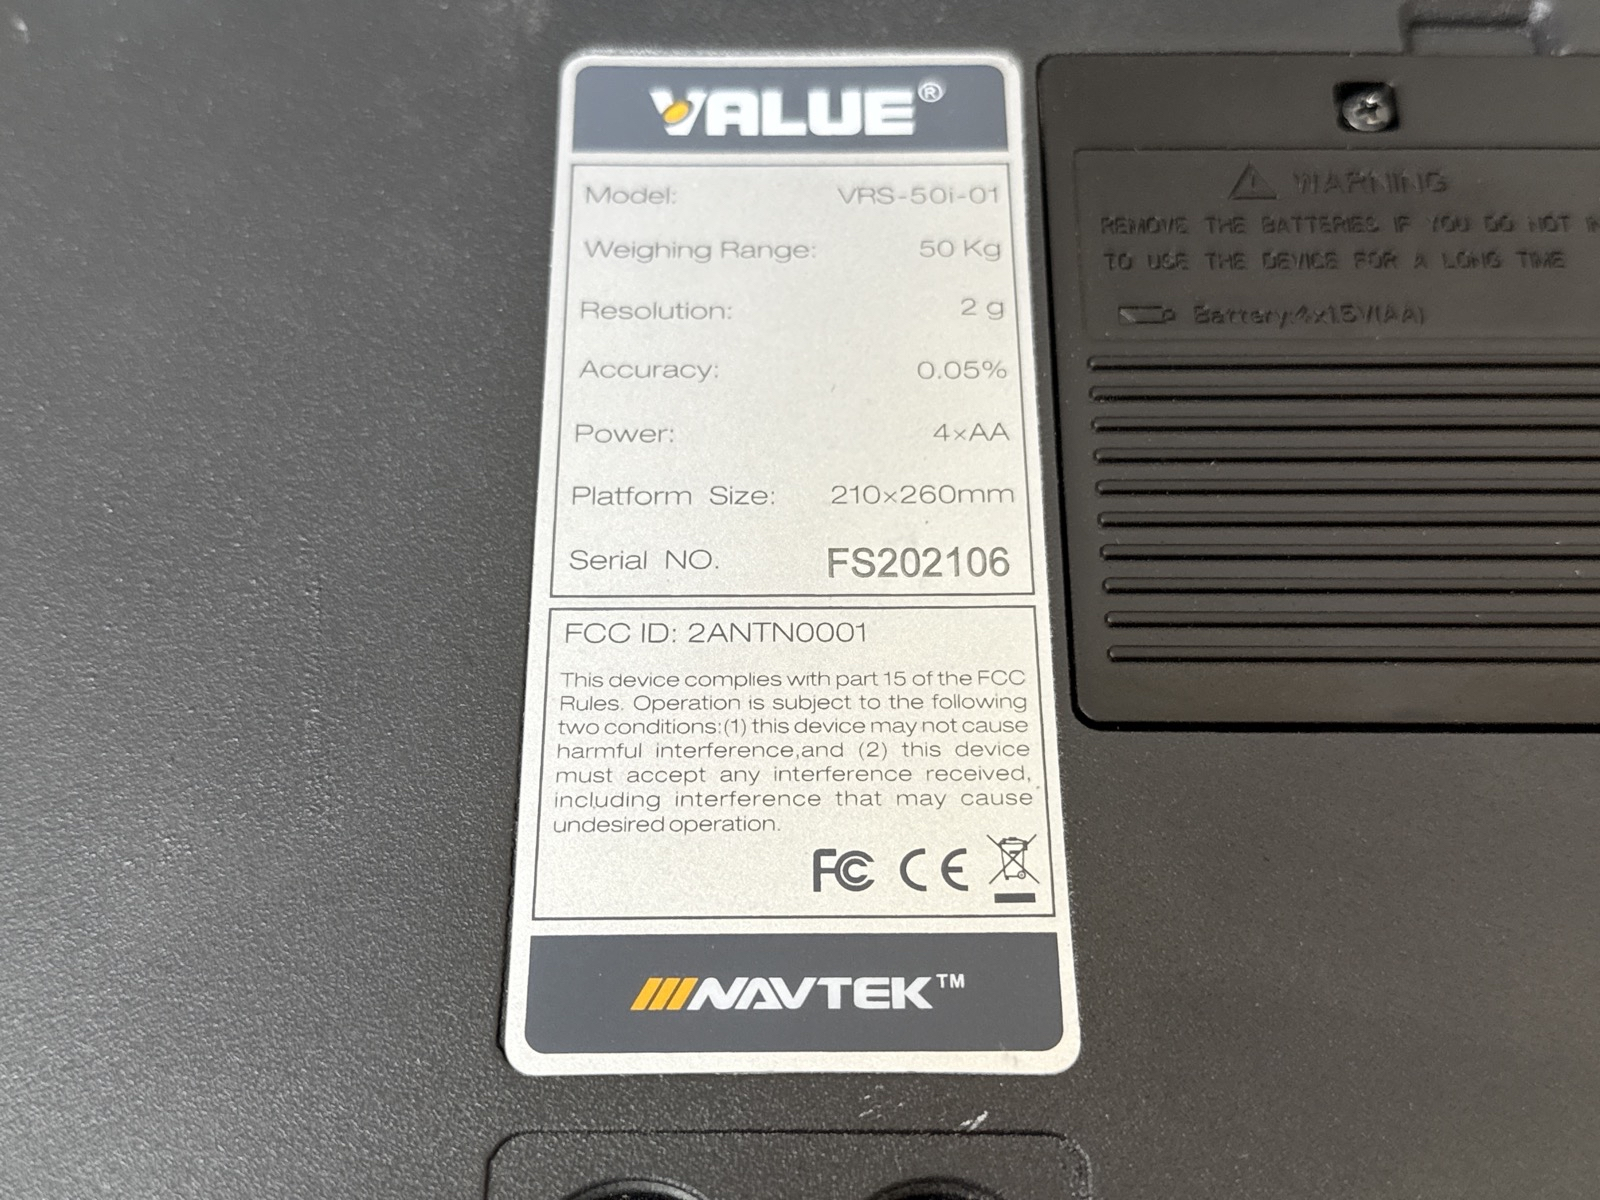 VALUE®
Model: VRS-50i-01
Weighing Range: 50 Kg
Resolution: 2 g
Accuracy: 0.05%
Power: 4×AA
Platform Size: 210×260mm
Serial NO. FS202106
FCC ID: 2ANTN0001
This device complies with part 15 of the FCC
Rules. Operation is subject to the following
two conditions:(1) this device may not cause
harmful interference,and (2) this device
must accept any interference received,
including interference that may cause
undesired operation.
FC CE
NAVTEK™
WARNING
REMOVE THE BATTERIES IF YOU DO NOT
TO USE THE DEVICE FOR A LONG TIME
Battery:4x1.5V(AA)